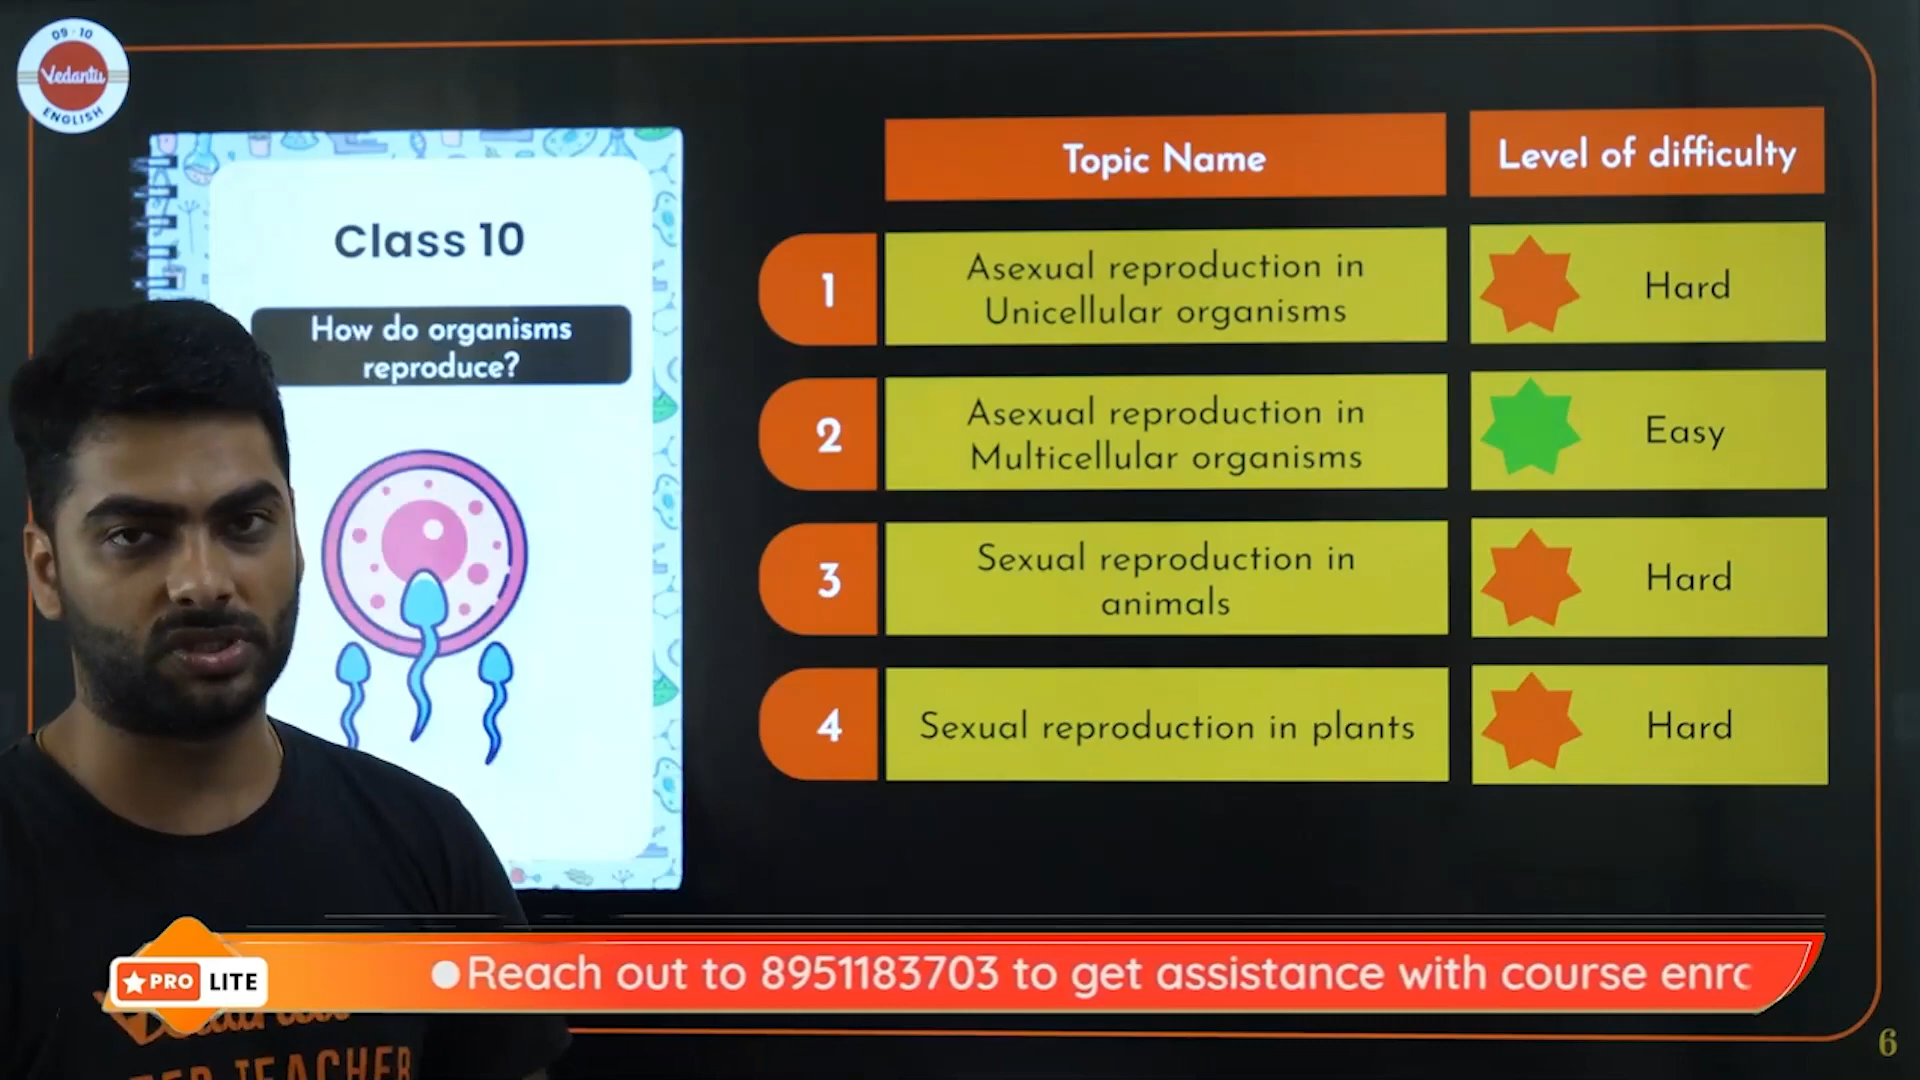 09-10
Vedantu
ENGLISH
Class 10
How do organisms
reproduce?
Topic Name
Level of difficulty
1
Asexual reproduction in
Unicellular organisms
Hard
2
Asexual reproduction in
Multicellular organisms
Easy
3
Sexual reproduction in
animals
Hard
4
Sexual reproduction in plants
Hard
PRO LITE
Reach out to 8951183703 to get assistance with course enro
TEACHER
6